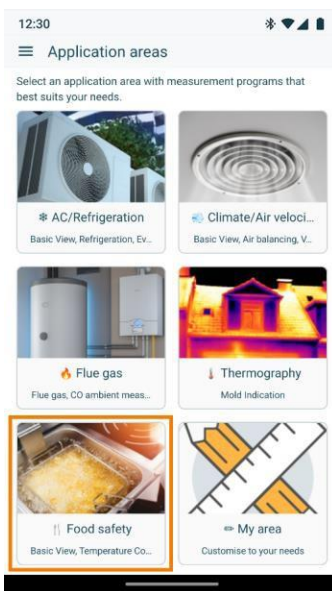 12:30
Application areas
Select an application area with measurement programs that
best suits your needs.
AC/Refrigeration
Climate/Air veloci...
Basic View, Refrigeration, Ev...
Basic View, Air balancing, V...
Flue gas
Thermography
Flue gas, CO ambient meas...
Mold Indication
Food safety
My area
Basic View, Temperature Co...
Customise to your needs